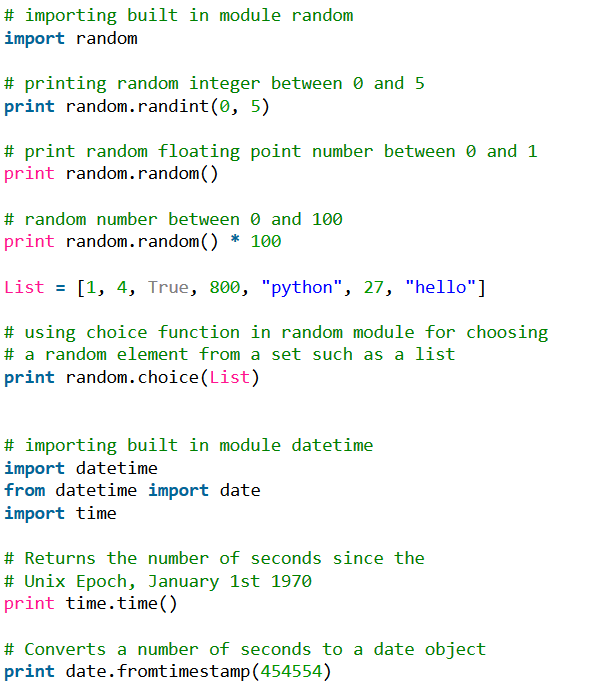 # importing built in module random
import random
# printing random integer between 0 and 5
print random.randint(0, 5)
# print random floating point number between 0 and 1
print random.random()
# random number between 0 and 100
print random.random() * 100
List = [1, 4, True, 800, "python", 27, "hello"]
# using choice function in random module for choosing
# a random element from a set such as a list
print random.choice(List)
# importing built in module datetime
import datetime
from datetime import date
import time
# Returns the number of seconds since the
# Unix Epoch, January 1st 1970
print time.time()
# Converts a number of seconds to a date object
print date.fromtimestamp(454554)